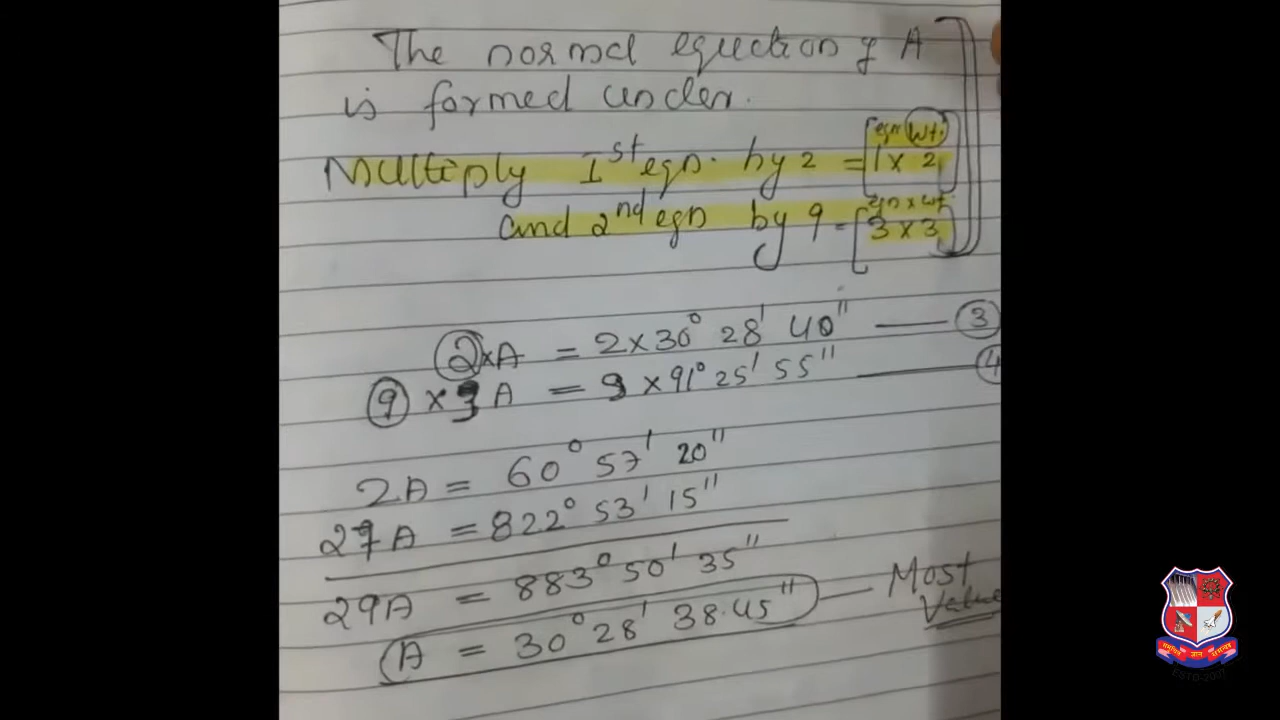 The normal equation of A
is formed under.
eqn wt.
Multiply Ist eqn. by 2 = [1 x 2]
eqn x wt.
and 2nd eqn by 9 = [3 x 3]
2 x A = 2 x 30° 28' 40" — 3
9 x 3 A = 9 x 91° 25' 55" — 4
2A = 60° 57' 20"
27A = 822° 53' 15"
29A = 883° 50' 35"
A = 30° 28' 38.45" — Most
Value